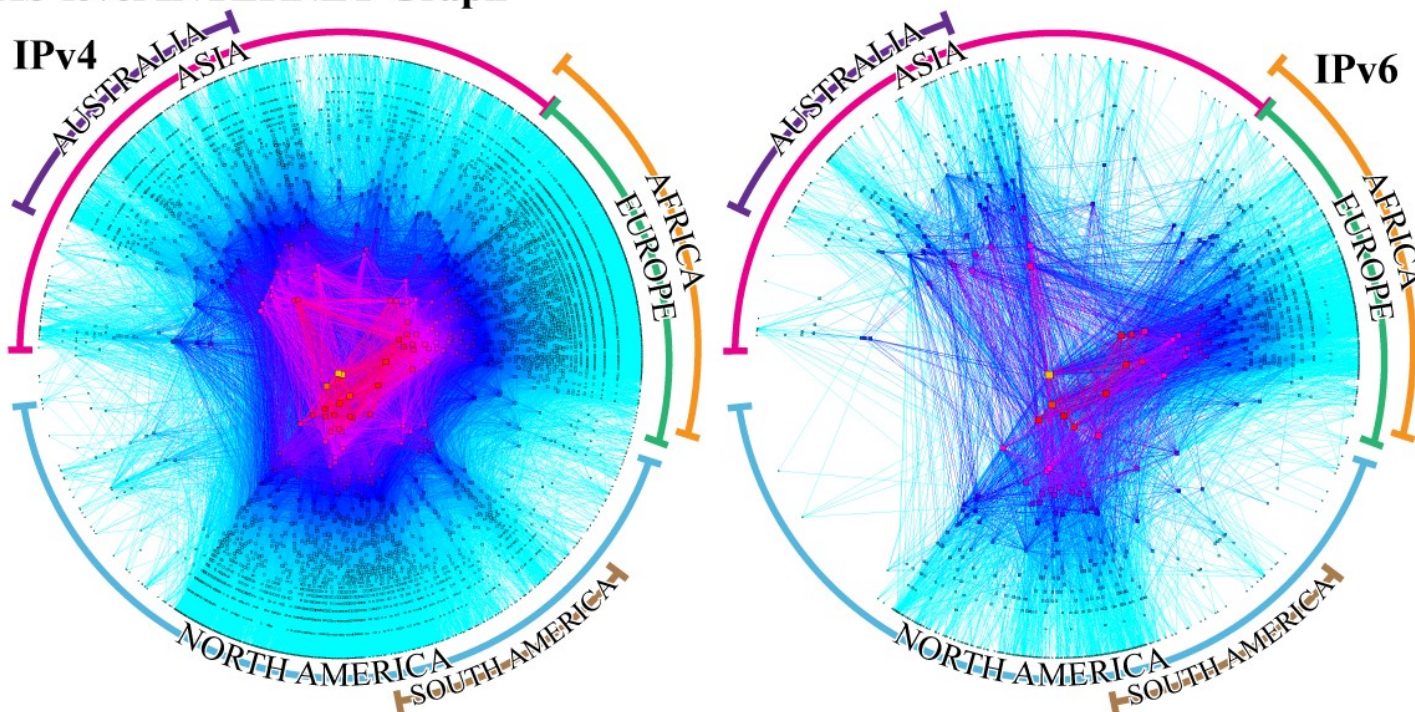 IPv4
AUSTRALIA
ASIA
AFRICA
EUROPE
NORTH AMERICA
SOUTH AMERICA
IPv6
AUSTRALIA
ASIA
AFRICA
EUROPE
NORTH AMERICA
SOUTH AMERICA